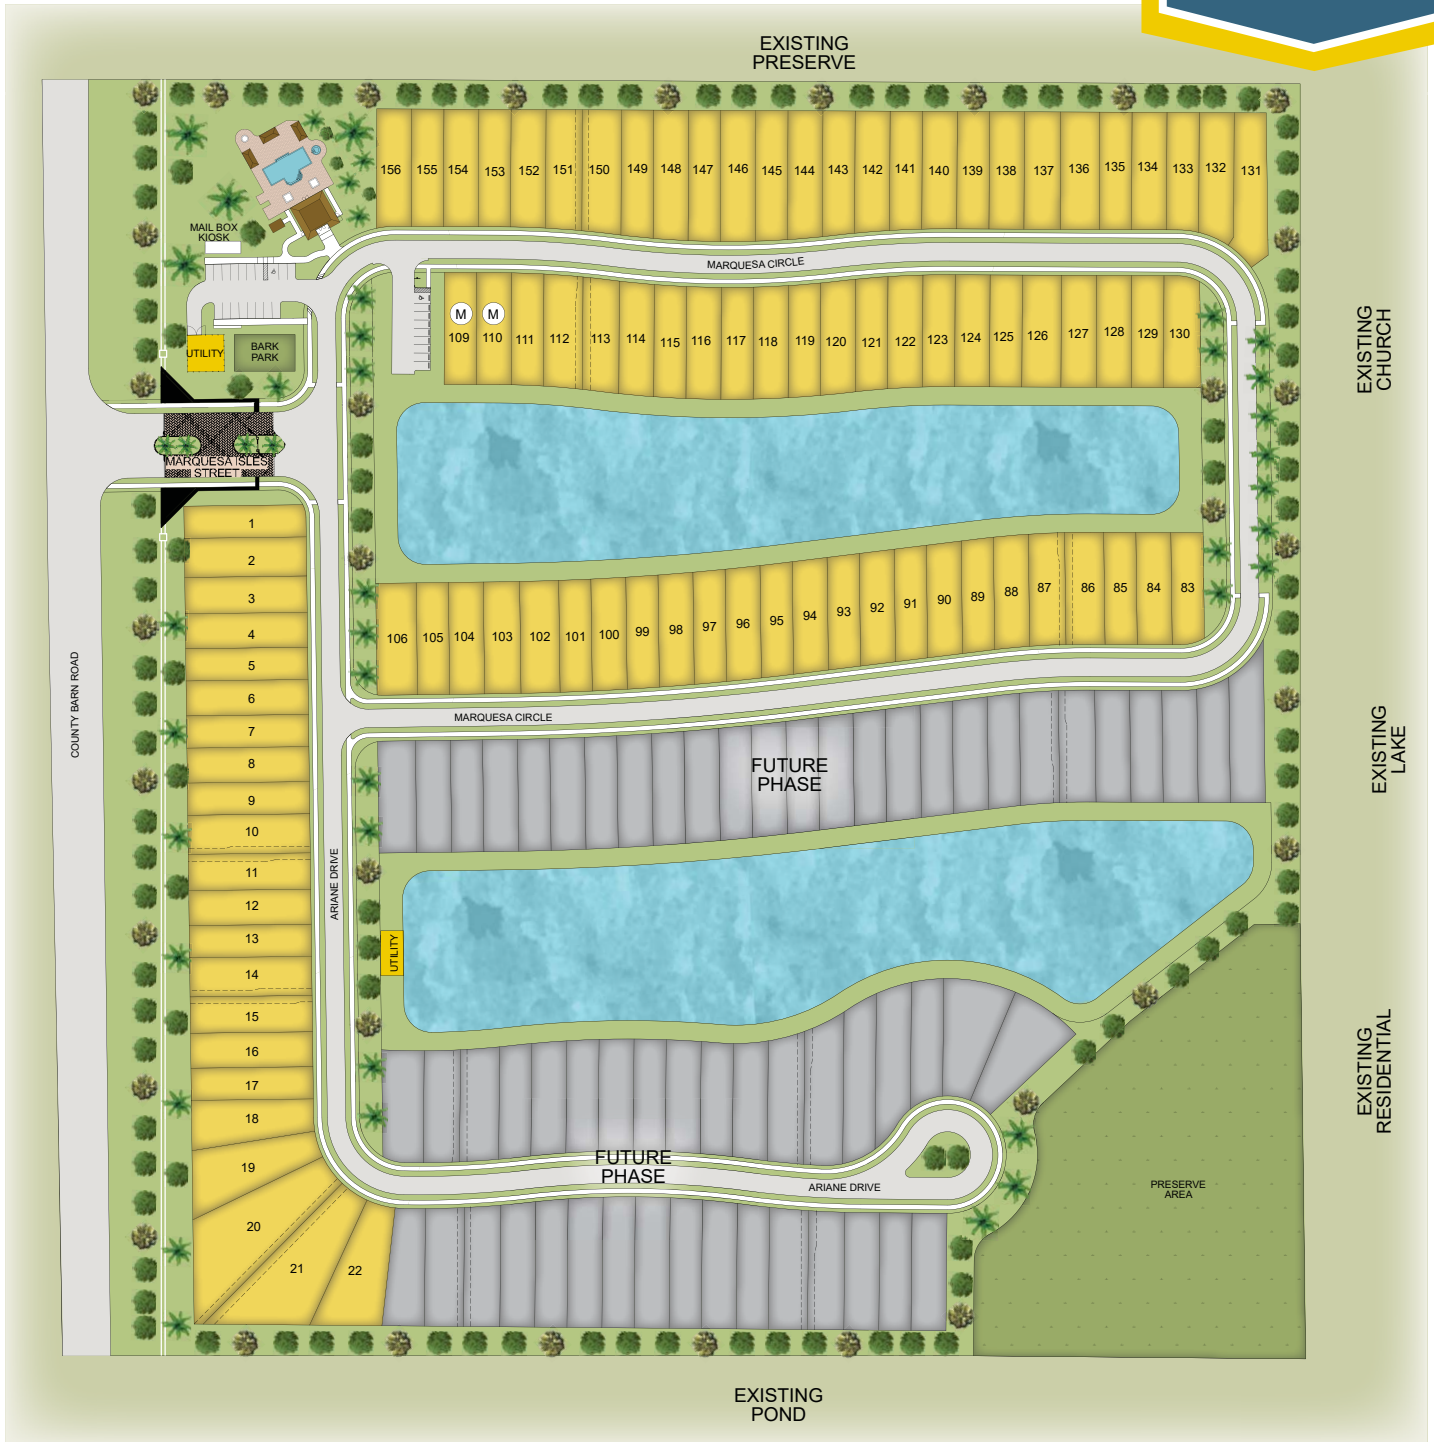 EXISTING
PRESERVE
156 155 154 153 152 151 150 149 148 147 146 145 144 143 142 141 140 139 138 137 136 135 134 133 132 131
MAIL BOX
KIOSK
MARQUESA CIRCLE
M M
109 110 111 112 113 114 115 116 117 118 119 120 121 122 123 124 125 126 127 128 129 130
UTILITY
BARK
PARK
EXISTING
CHURCH
MARQUESA ISLES
STREET
1
2
3
4
5
6
7
8
9
10
11
12
13
14
15
16
17
18
19
20
21
22
106 105 104 103 102 101 100 99 98 97 96 95 94 93 92 91 90 89 88 87 86 85 84 83
COUNTY BARN ROAD
MARQUESA CIRCLE
EXISTING
LAKE
FUTURE
PHASE
ARIANE DRIVE
UTILITY
EXISTING
RESIDENTIAL
FUTURE
PHASE
ARIANE DRIVE
PRESERVE
AREA
EXISTING
POND